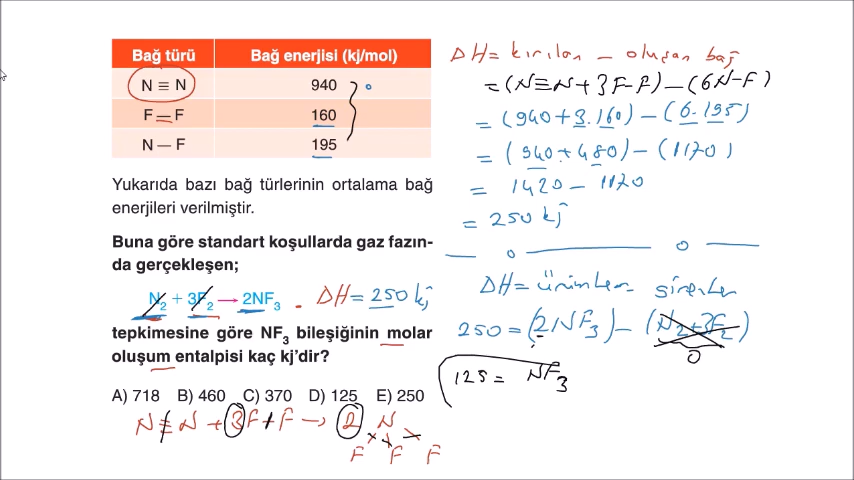 Bağ türü Bağ enerjisi (kj/mol)
N ≡ N 940
F — F 160
N — F 195
Yukarıda bazı bağ türlerinin ortalama bağ
enerjileri verilmiştir.
Buna göre standart koşullarda gaz fazın-
da gerçekleşen;
N₂ + 3F₂ → 2NF₃ . ΔH = 250 kj
tepkimesine göre NF₃ bileşiğinin molar
oluşum entalpisi kaç kj'dir?
A) 718 B) 460 C) 370 D) 125 E) 250
N ≡ N + 3 F + F → 2 N
F F F
ΔH = kırılan – oluşan bağ
= (N≡N + 3F-F) – (6N-F)
= (940 + 3.160) – (6.195)
= (940 + 480) – (1170)
= 1420 – 1170
= 250 kj
ΔH = ürünler – girenler
250 = (2NF₃) – (N₂+3F₂)
0
125 = NF₃